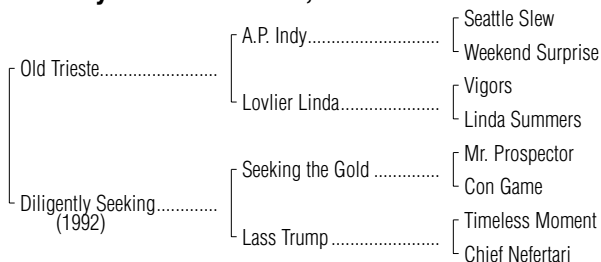 Seattle Slew
A.P. Indy........................
Weekend Surprise
Old Trieste.....................
Vigors
Lovlier Linda..................
Linda Summers
Mr. Prospector
Seeking the Gold ............
Con Game
Diligently Seeking...........
(1992)
Timeless Moment
Lass Trump ...................
Chief Nefertari